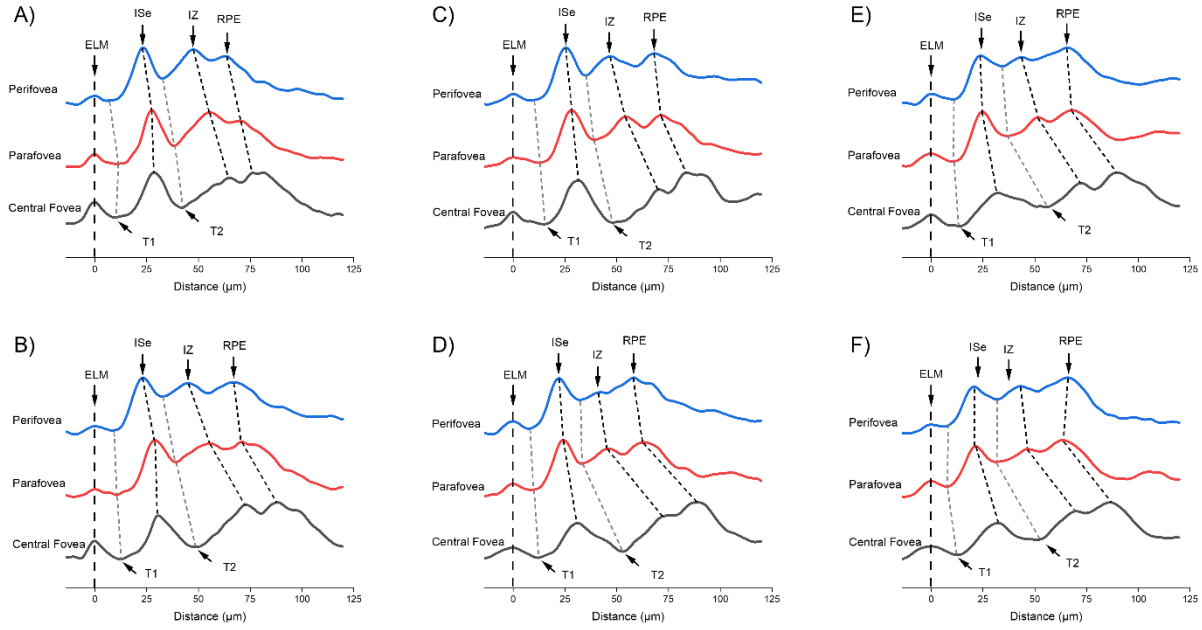 A)
ELM ISe IZ RPE
Perifovea
Parafovea
Central Fovea
T1 T2
0 25 50 75 100 125
Distance (μm)
C)
ELM ISe IZ RPE
Perifovea
Parafovea
Central Fovea
T1 T2
0 25 50 75 100 125
Distance (μm)
E)
ELM ISe IZ RPE
Perifovea
Parafovea
Central Fovea
T1 T2
0 25 50 75 100 125
Distance (μm)
B)
ELM ISe IZ RPE
Perifovea
Parafovea
Central Fovea
T1 T2
0 25 50 75 100 125
Distance (μm)
D)
ELM ISe IZ RPE
Perifovea
Parafovea
Central Fovea
T1 T2
0 25 50 75 100 125
Distance (μm)
F)
ELM ISe IZ RPE
Perifovea
Parafovea
Central Fovea
T1 T2
0 25 50 75 100 125
Distance (μm)